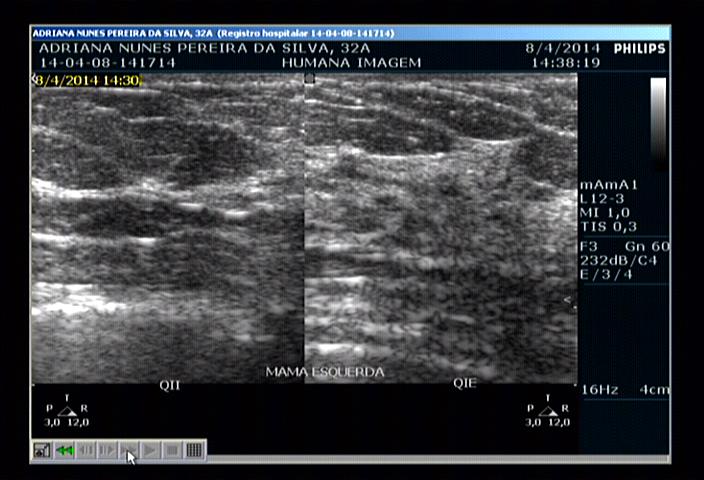 ADRIANA NUNES PEREIRA DA SILVA, 32A (Registro hospitalar 14-04-08-141714)
ADRIANA NUNES PEREIRA DA SILVA, 32A 8/4/2014 PHILIPS
14-04-08-141714 HUMANA IMAGEM 14:38:19
8/4/2014 14:30
mAmA1
L12-3
MI 1,0
TIS 0,3
F3 Gn 60
232dB/C4
E/3/4
<
MAMA ESQUERDA
QII QIE
16Hz 4cm
T T
P R P R
3,0 12,0 3,0 12,0